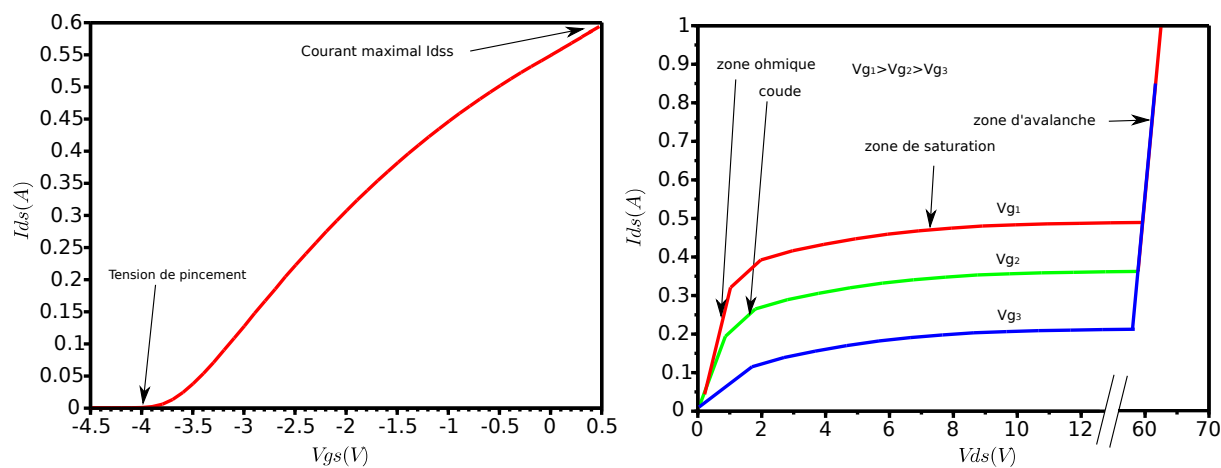 0.6
0.55
0.5
0.45
0.4
0.35
0.3
0.25
0.2
0.15
0.1
0.05
0
Ids(A)
Courant maximal Idss
Tension de pincement
-4.5 -4 -3.5 -3 -2.5 -2 -1.5 -1 -0.5 0 0.5
Vgs(V)
1
0.9
0.8
0.7
0.6
0.5
0.4
0.3
0.2
0.1
0
Ids(A)
zone ohmique
Vg1>Vg2>Vg3
coude
zone d'avalanche
zone de saturation
Vg1
Vg2
Vg3
0 2 4 6 8 10 12 60 70
Vds(V)